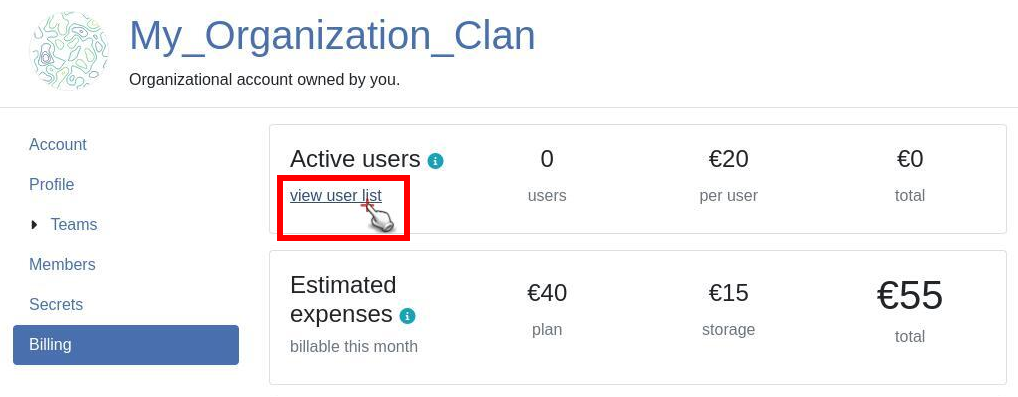 My_Organization_Clan
Organizational account owned by you.
Account
Profile
Teams
Members
Secrets
Billing
Active users
view user list
0
users
€20
per user
€0
total
Estimated
expenses
billable this month
€40
plan
€15
storage
€55
total